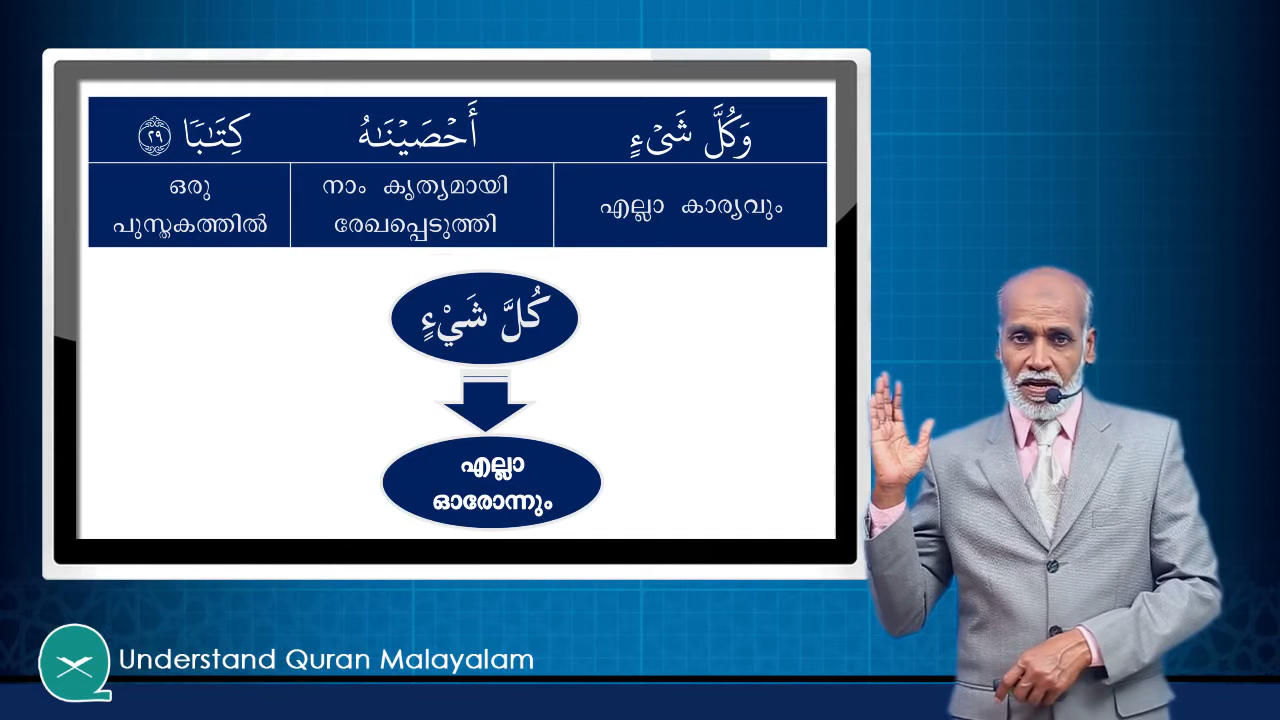 وَكُلَّ شَىْءٍ أَحْصَيْنَـٰهُ كِتَـٰبًا ٢٩
എല്ലാ കാര്യവും
നാം കൃത്യമായി
രേഖപ്പെടുത്തി
ഒരു
പുസ്തകത്തിൽ
كُلَّ شَيْءٍ
എല്ലാ
ഓരോന്നും
Understand Quran Malayalam